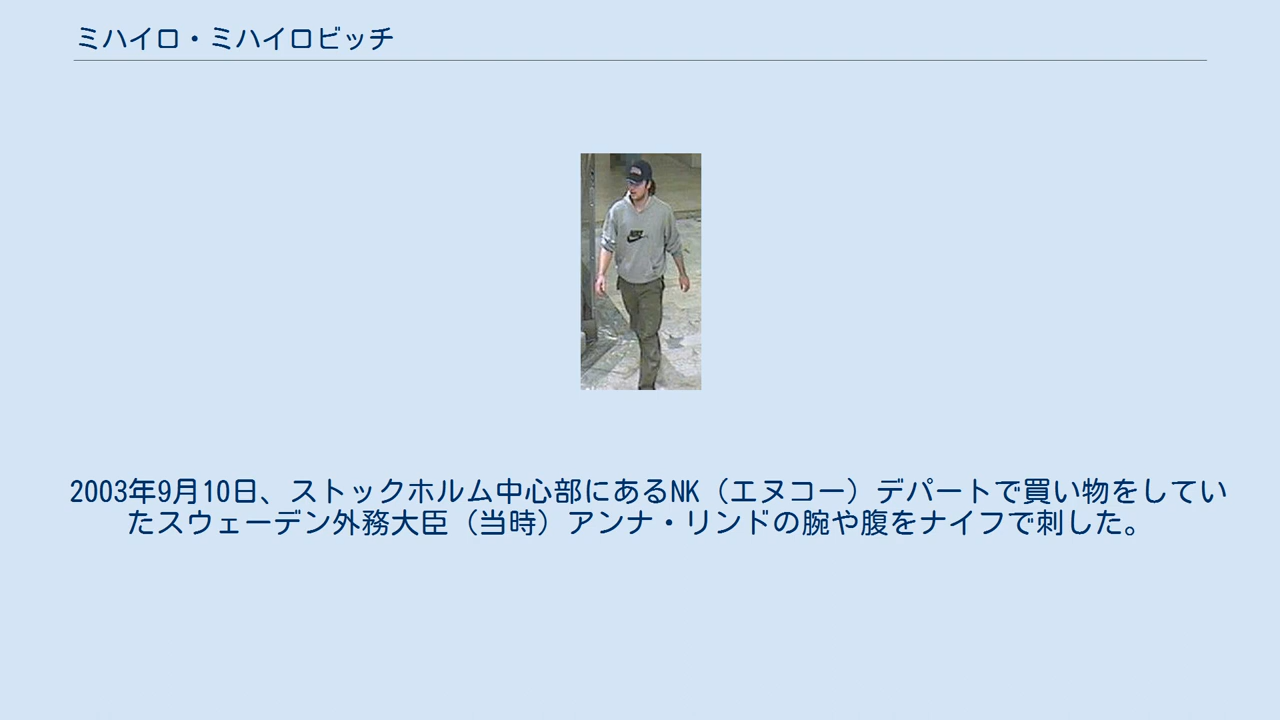 ミハイロ・ミハイロビッチ
2003年9月10日、ストックホルム中心部にあるNK（エヌコー）デパートで買い物をしてい
たスウェーデン外務大臣（当時）アンナ・リンドの腕や腹をナイフで刺した。